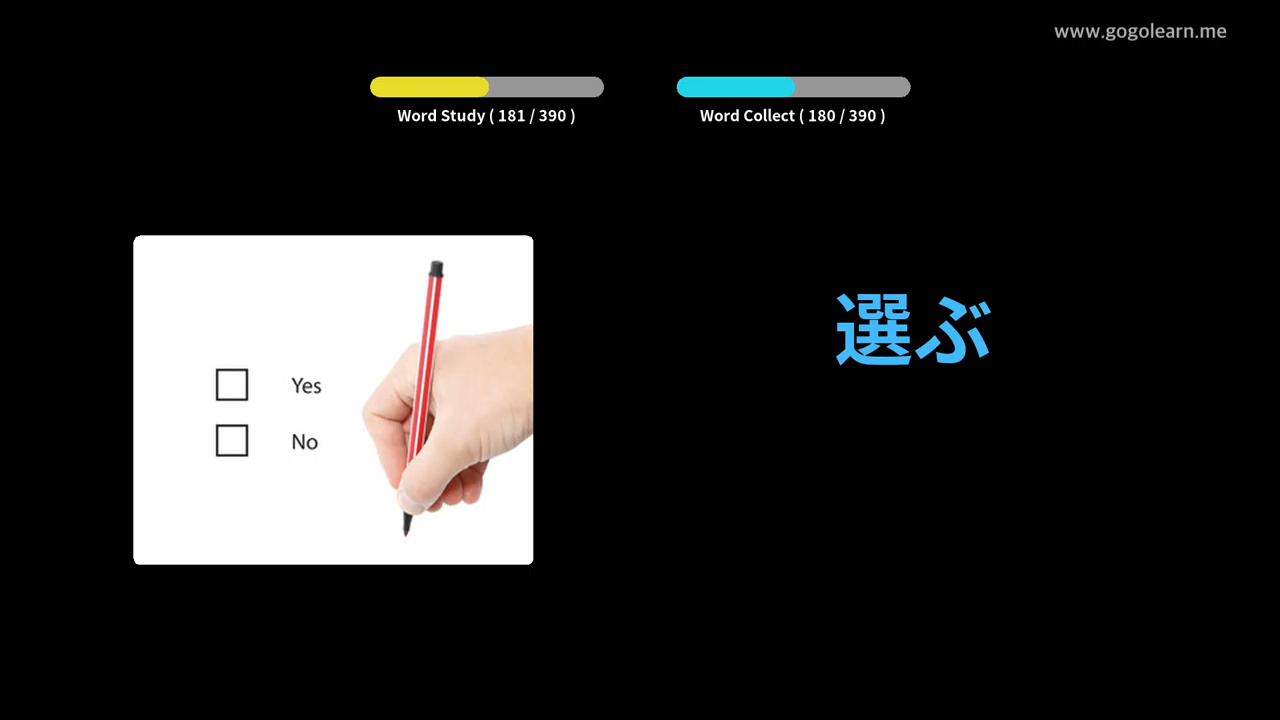 www.gogolearn.me
Word Study ( 181 / 390 )
Word Collect ( 180 / 390 )
Yes
No
選ぶ